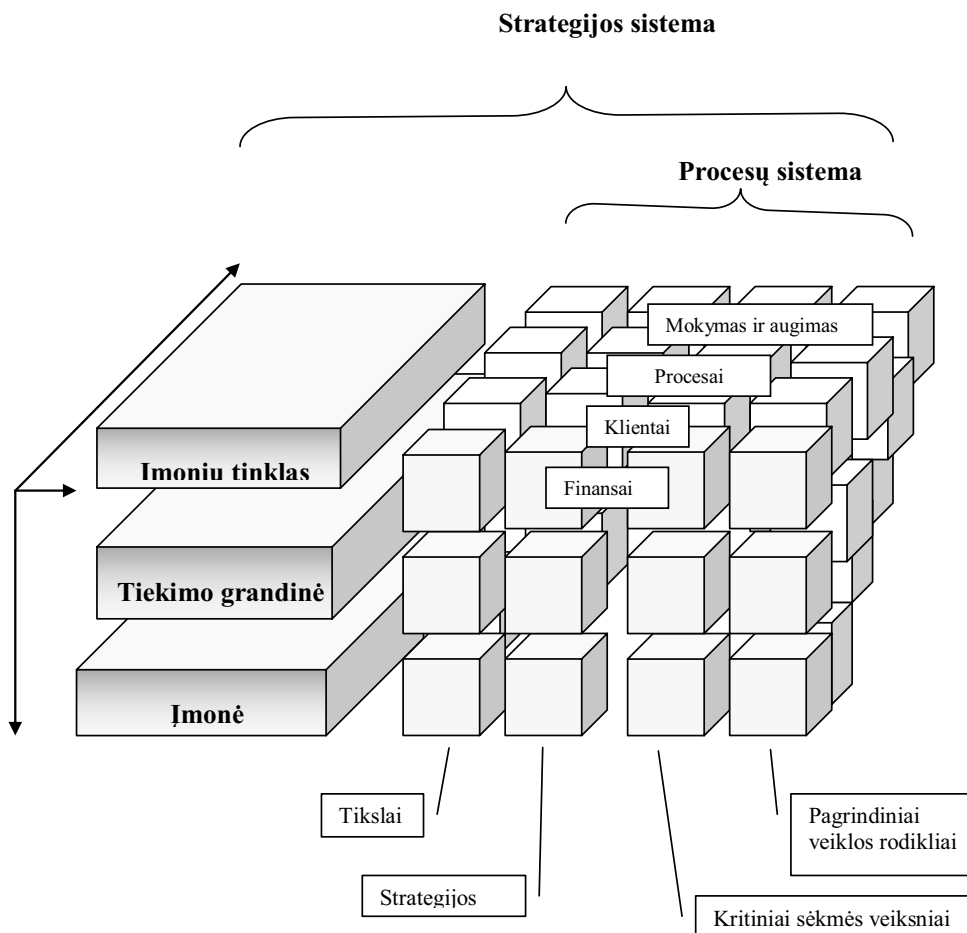 Strategijos sistema
Procesų sistema
Mokymas ir augimas
Procesai
Klientai
Finansai
Imoniu tinklas
Tiekimo grandinė
Įmonė
Tikslai
Pagrindiniai
veiklos rodikliai
Strategijos
Kritiniai sėkmės veiksniai